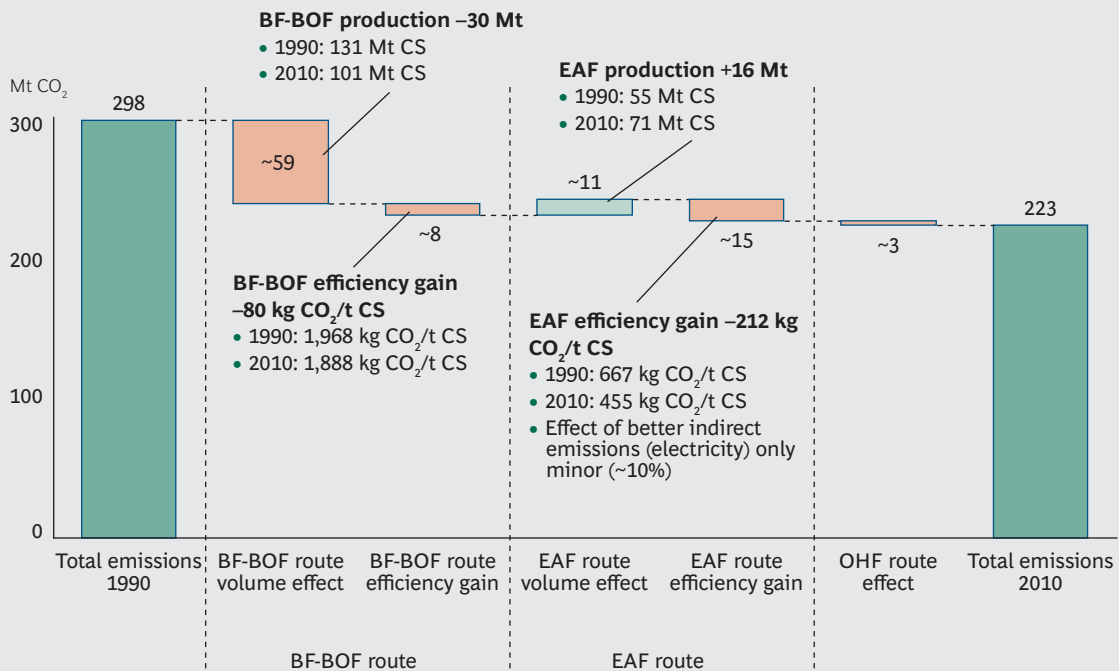 BF-BOF production –30 Mt
• 1990: 131 Mt CS
• 2010: 101 Mt CS
EAF production +16 Mt
• 1990: 55 Mt CS
• 2010: 71 Mt CS
Mt CO₂
298
300
~59
~11
~8
~15
~3
223
200
BF-BOF efficiency gain
–80 kg CO₂/t CS
• 1990: 1,968 kg CO₂/t CS
• 2010: 1,888 kg CO₂/t CS
EAF efficiency gain –212 kg
CO₂/t CS
• 1990: 667 kg CO₂/t CS
• 2010: 455 kg CO₂/t CS
• Effect of better indirect
emissions (electricity) only
minor (~10%)
100
0
Total emissions
1990
BF-BOF route
volume effect
BF-BOF route
efficiency gain
EAF route
volume effect
EAF route
efficiency gain
OHF route
effect
Total emissions
2010
BF-BOF route
EAF route